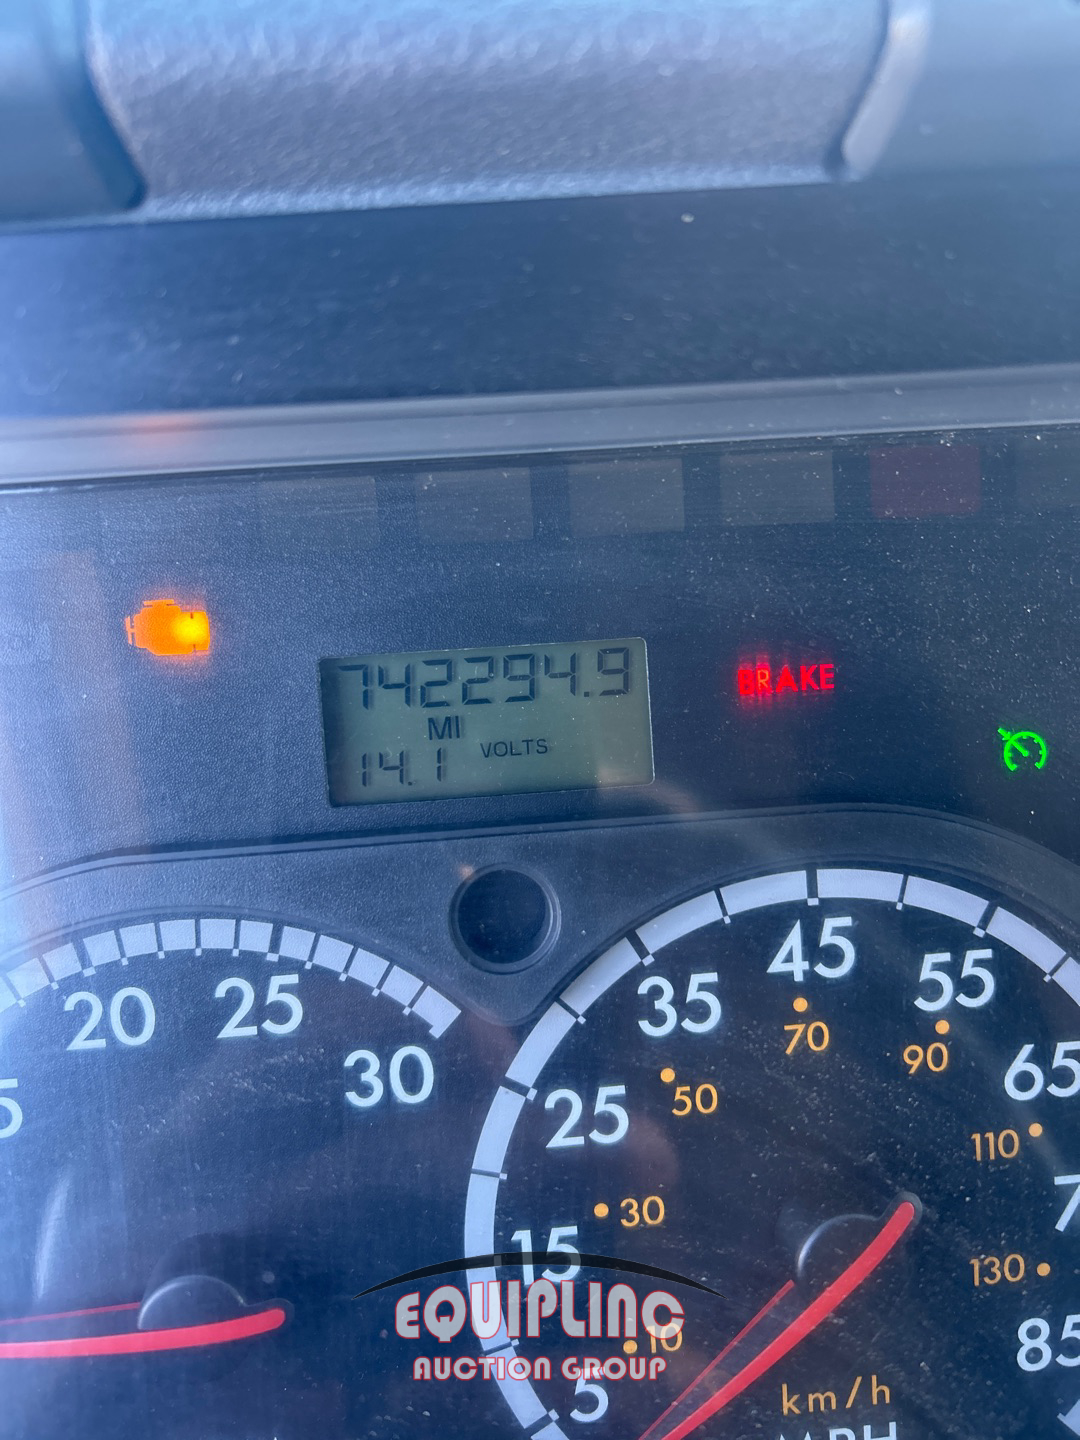 742294.9
MI
14.1 VOLTS
BRAKE
20 25 30
5 15 25 35 45 55 65 85
10 30 50 70 90 110 130
km/h
MPH
EQUIPLINC
AUCTION GROUP